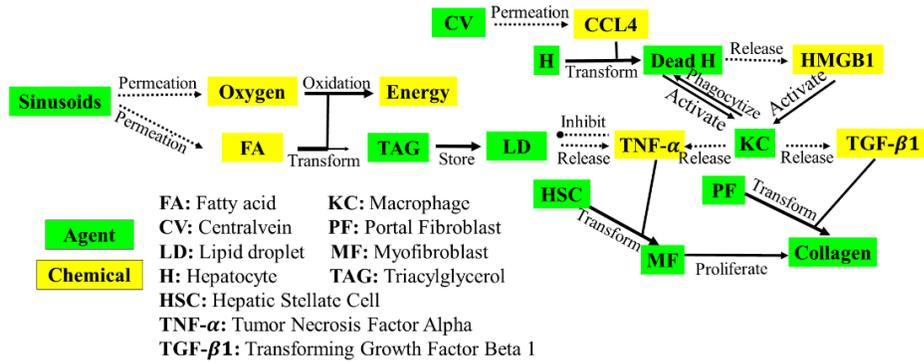 CV Permeation CCL4
H Transform Dead H Release HMGB1
Phagocytize
Activate
Activate
Sinusoids Permeation Oxygen Oxidation Energy
Permeation FA Transform TAG Store LD Inhibit Release TNF-α Release KC Release TGF-β1
HSC Transform MF Proliferate Collagen
PF Transform
Agent
Chemical
FA: Fatty acid KC: Macrophage
CV: Centralvein PF: Portal Fibroblast
LD: Lipid droplet MF: Myofibroblast
H: Hepatocyte TAG: Triacylglycerol
HSC: Hepatic Stellate Cell
TNF-α: Tumor Necrosis Factor Alpha
TGF-β1: Transforming Growth Factor Beta 1